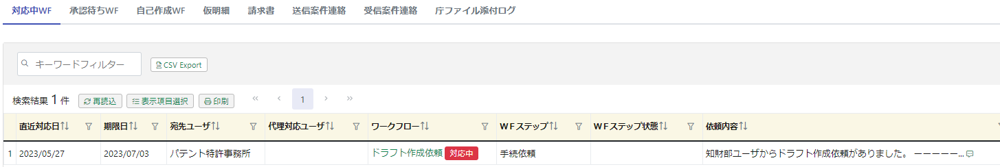 対応中WF 承認待ちWF 自己作成WF 仮明細 請求書 送信案件連絡 受信案件連絡 庁ファイル添付ログ
キーワードフィルター CSV Export
検索結果 1 件 再読込 表示項目選択 印刷 « ‹ 1 › »
直近対応日 期限日 宛先ユーザ 代理対応ユーザ ワークフロー WFステップ WFステップ状態 依頼内容
1 2023/05/27 2023/07/03 パテント特許事務所 ドラフト作成依頼 対応中 手続依頼 知財部ユーザからドラフト作成依頼がありました。 ーーーーー...